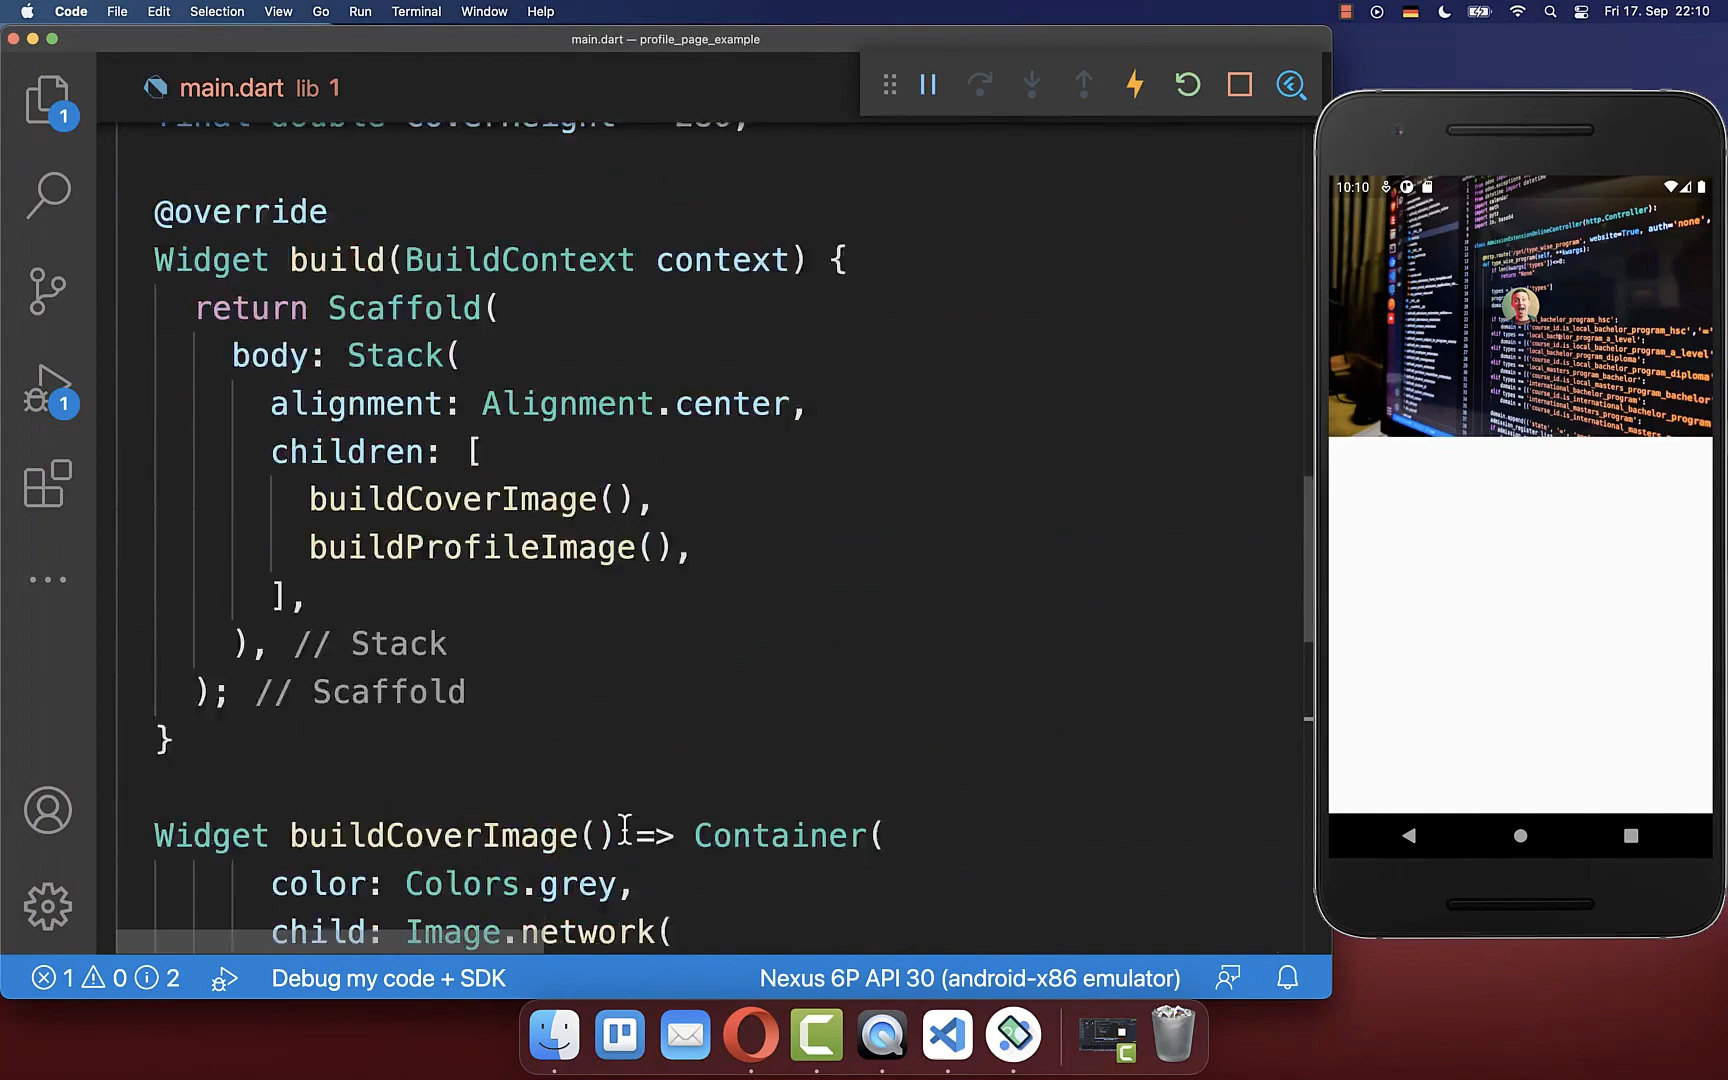 Code File Edit Selection View Go Run Terminal Window Help
Fri 17. Sep 22:10
main.dart — profile_page_example
main.dart lib 1
1
1
@override
Widget build(BuildContext context) {
return Scaffold(
body: Stack(
alignment: Alignment.center,
children: [
buildCoverImage(),
buildProfileImage(),
],
), // Stack
); // Scaffold
}
Widget buildCoverImage() => Container(
color: Colors.grey,
child: Image.network(
1 0 2 Debug my code + SDK Nexus 6P API 30 (android-x86 emulator)
10:10